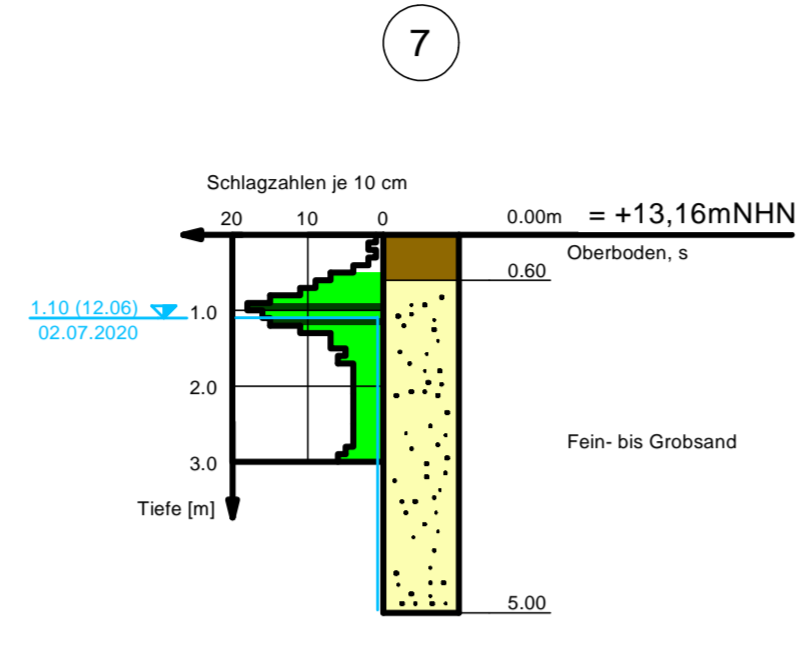 7
Schlagzahlen je 10 cm
20 10 0 0.00m = +13,16mNHN
Oberboden, s
0.60
1.10 (12.06) 1.0
02.07.2020
2.0
Fein- bis Grobsand
3.0
Tiefe [m]
5.00